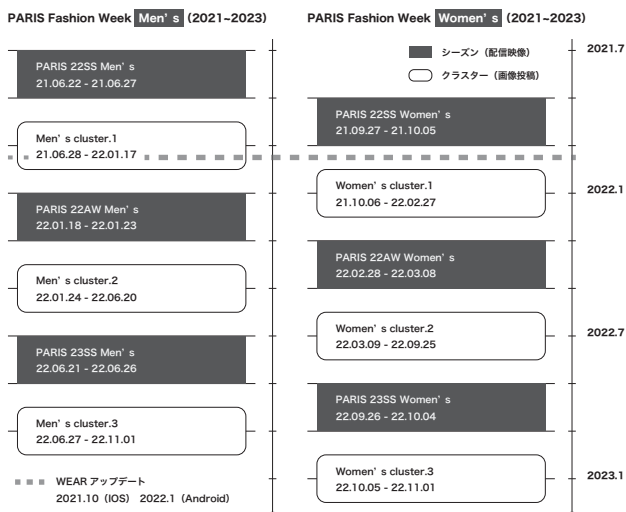 PARIS Fashion Week Men’s (2021~2023)
PARIS 22SS Men’s
21.06.22 - 21.06.27
Men’s cluster.1
21.06.28 - 22.01.17
PARIS 22AW Men’s
22.01.18 - 22.01.23
Men’s cluster.2
22.01.24 - 22.06.20
PARIS 23SS Men’s
22.06.21 - 22.06.26
Men’s cluster.3
22.06.27 - 22.11.01
WEAR アップデート
2021.10（IOS） 2022.1（Android）
PARIS Fashion Week Women’s (2021~2023)
シーズン（配信映像）
クラスター（画像投稿）
PARIS 22SS Women’s
21.09.27 - 21.10.05
Women’s cluster.1
21.10.06 - 22.02.27
PARIS 22AW Women’s
22.02.28 - 22.03.08
Women’s cluster.2
22.03.09 - 22.09.25
PARIS 23SS Women’s
22.09.26 - 22.10.04
Women’s cluster.3
22.10.05 - 22.11.01
2021.7
2022.1
2022.7
2023.1